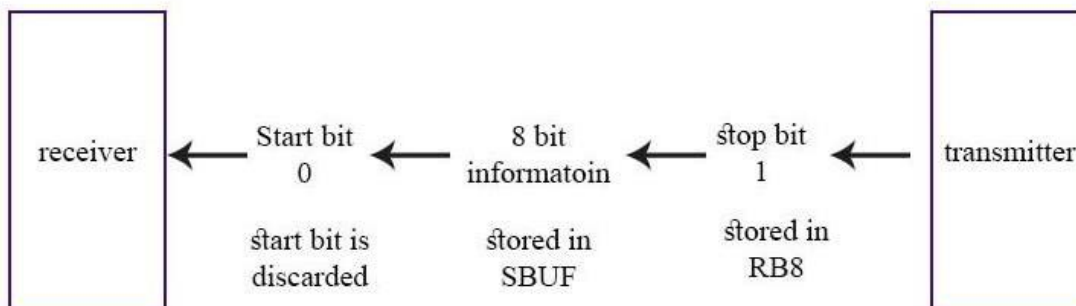 receiver
Start bit
0
8 bit
informatoin
stop bit
1
transmitter
start bit is
discarded
stored in
SBUF
stored in
RB8